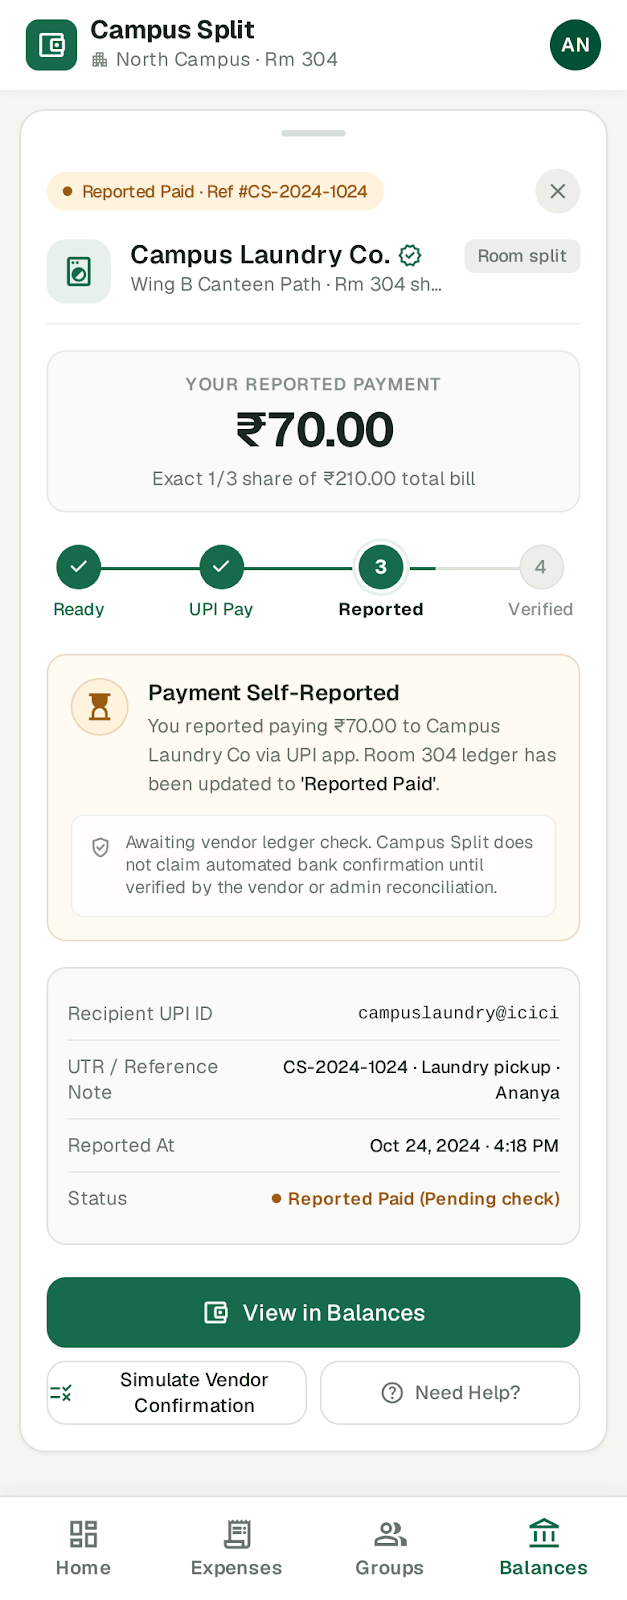 Campus Split
North Campus · Rm 304
AN
Reported Paid · Ref #CS-2024-1024
Campus Laundry Co.
Room split
Wing B Canteen Path · Rm 304 sh...
YOUR REPORTED PAYMENT
₹70.00
Exact 1/3 share of ₹210.00 total bill
3
4
Ready
UPI Pay
Reported
Verified
Payment Self-Reported
You reported paying ₹70.00 to Campus
Laundry Co via UPI app. Room 304 ledger has
been updated to 'Reported Paid'.
Awaiting vendor ledger check. Campus Split does
not claim automated bank confirmation until
verified by the vendor or admin reconciliation.
Recipient UPI ID
campuslaundry@icici
UTR / Reference
Note
CS-2024-1024 · Laundry pickup ·
Ananya
Reported At
Oct 24, 2024 · 4:18 PM
Status
Reported Paid (Pending check)
View in Balances
Simulate Vendor
Confirmation
Need Help?
Home
Expenses
Groups
Balances